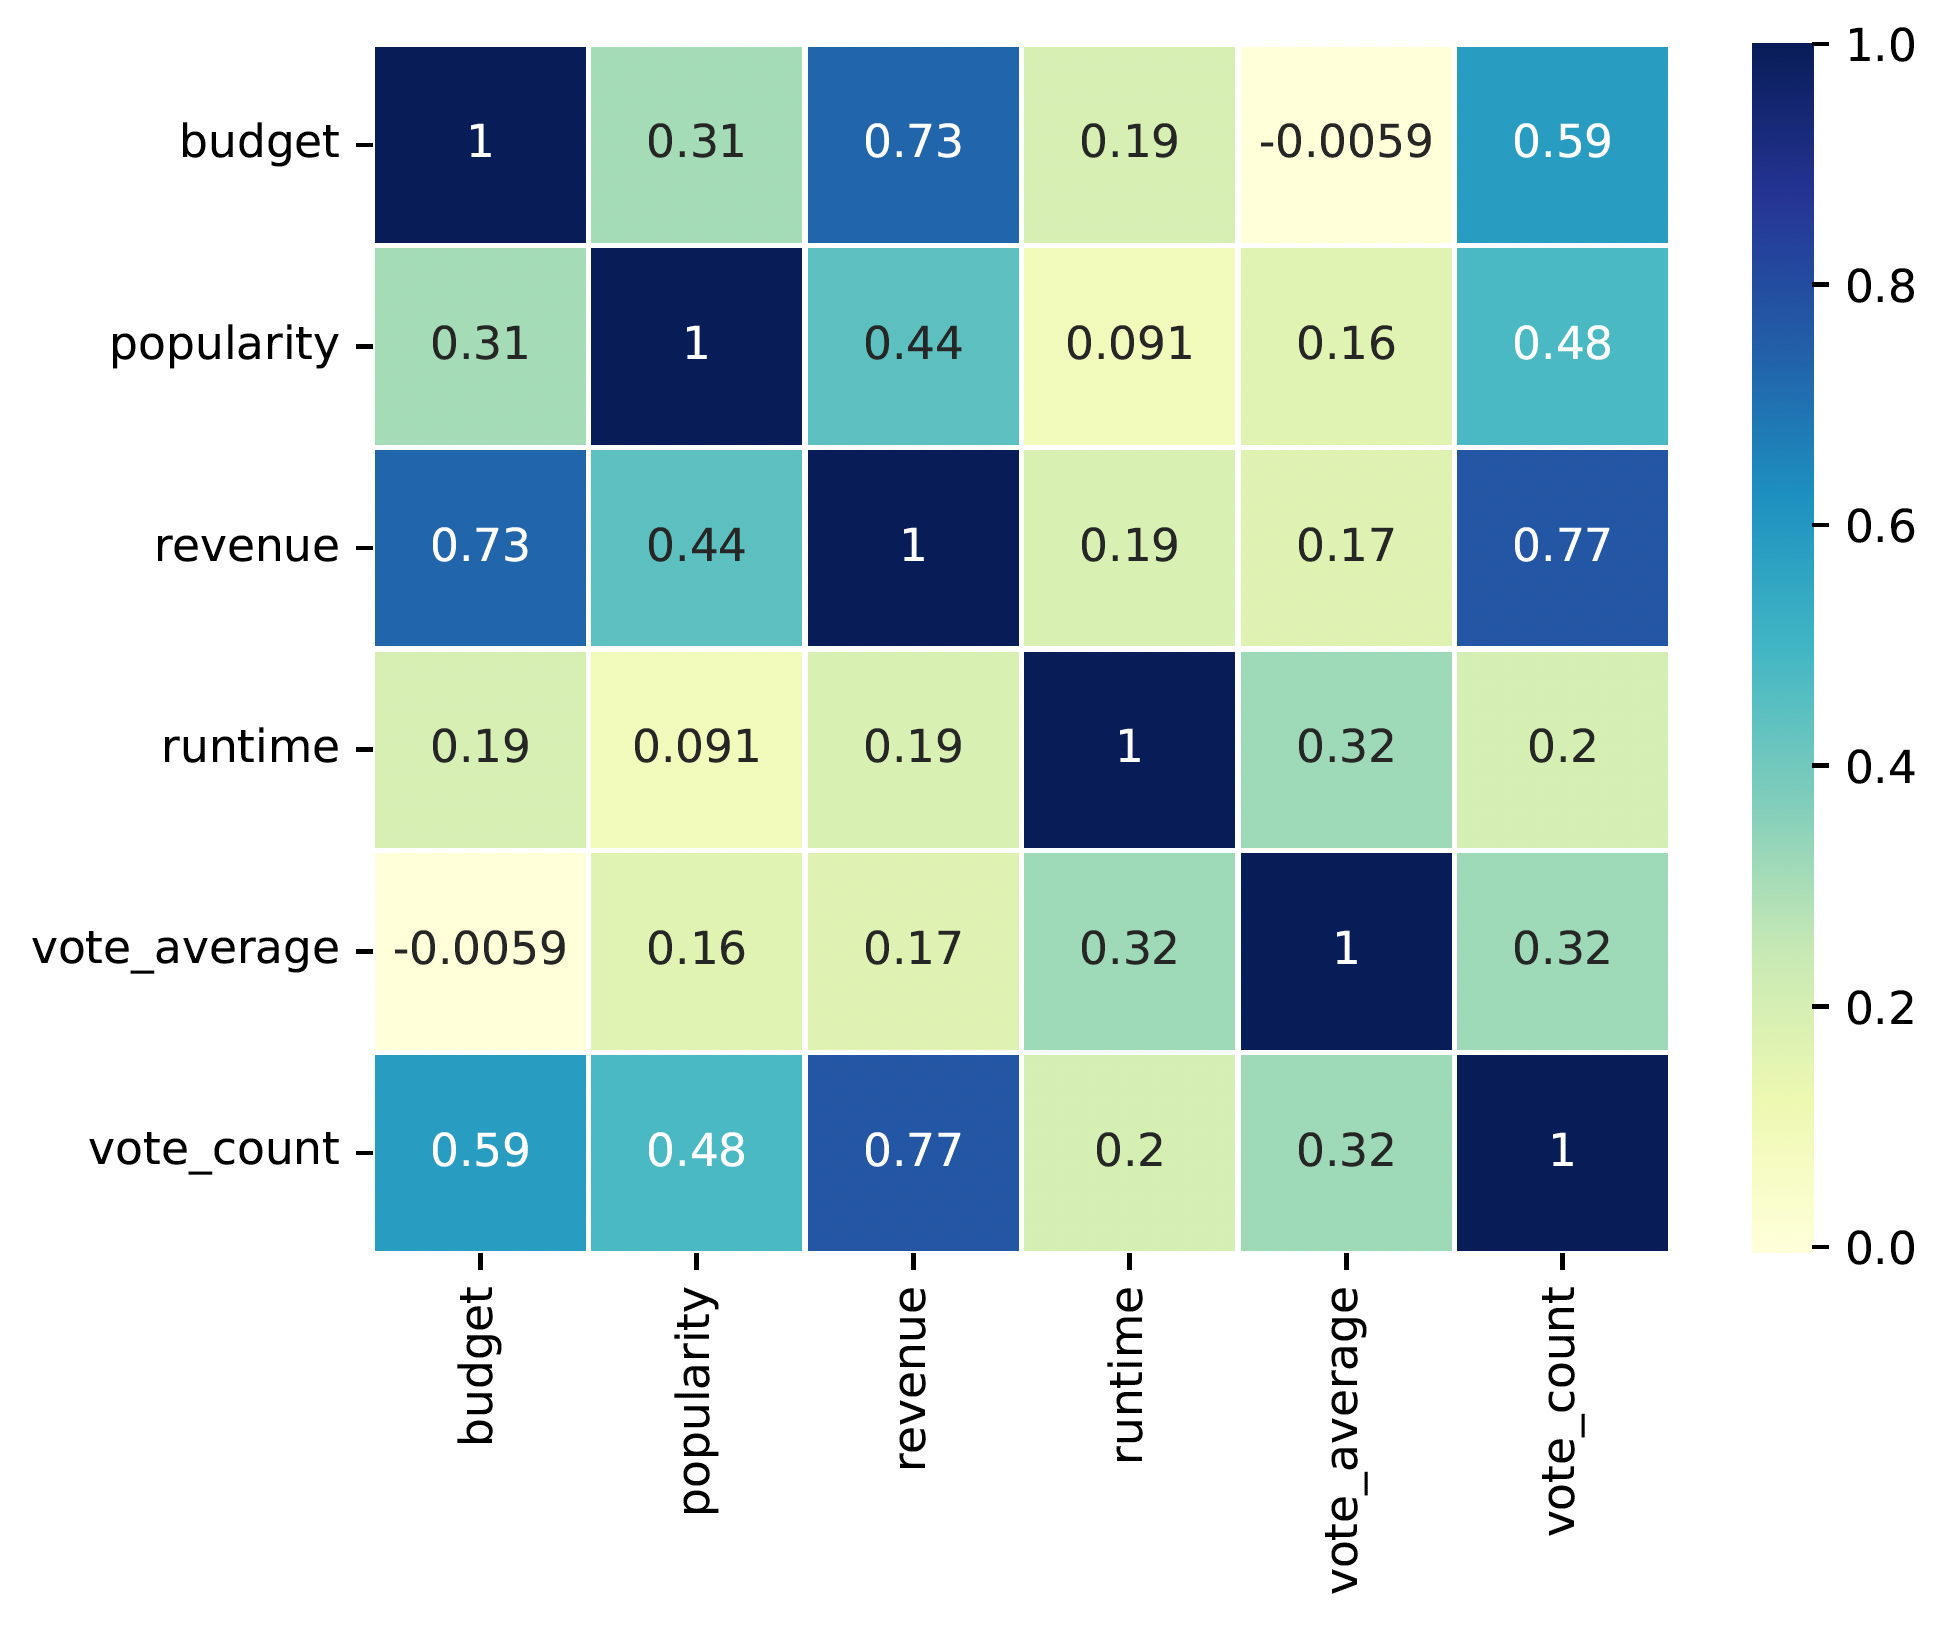 budget 1 0.31 0.73 0.19 -0.0059 0.59
popularity 0.31 1 0.44 0.091 0.16 0.48
revenue 0.73 0.44 1 0.19 0.17 0.77
runtime 0.19 0.091 0.19 1 0.32 0.2
vote_average -0.0059 0.16 0.17 0.32 1 0.32
vote_count 0.59 0.48 0.77 0.2 0.32 1
budget
popularity
revenue
runtime
vote_average
vote_count
1.0
0.8
0.6
0.4
0.2
0.0